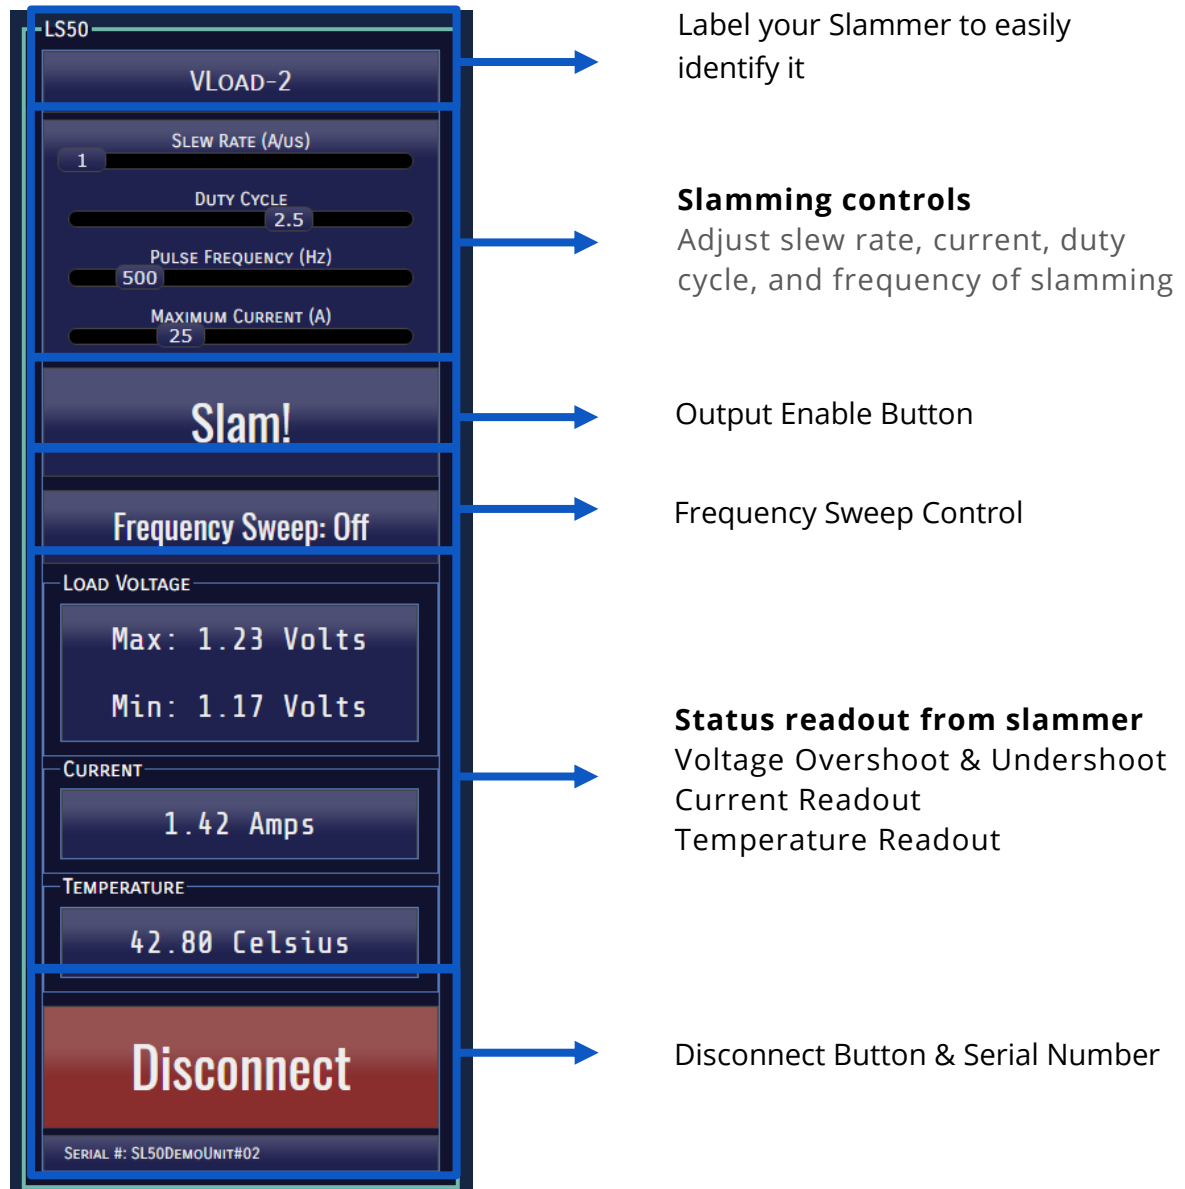 LS50
VLoad-2
Slew Rate (A/us)
1
Duty Cycle
2.5
Pulse Frequency (Hz)
500
Maximum Current (A)
25
Slam!
Frequency Sweep: Off
Load Voltage
Max: 1.23 Volts
Min: 1.17 Volts
Current
1.42 Amps
Temperature
42.80 Celsius
Disconnect
Serial #: SL50DemoUnit#02
Label your Slammer to easily
identify it
Slamming controls
Adjust slew rate, current, duty
cycle, and frequency of slamming
Output Enable Button
Frequency Sweep Control
Status readout from slammer
Voltage Overshoot & Undershoot
Current Readout
Temperature Readout
Disconnect Button & Serial Number